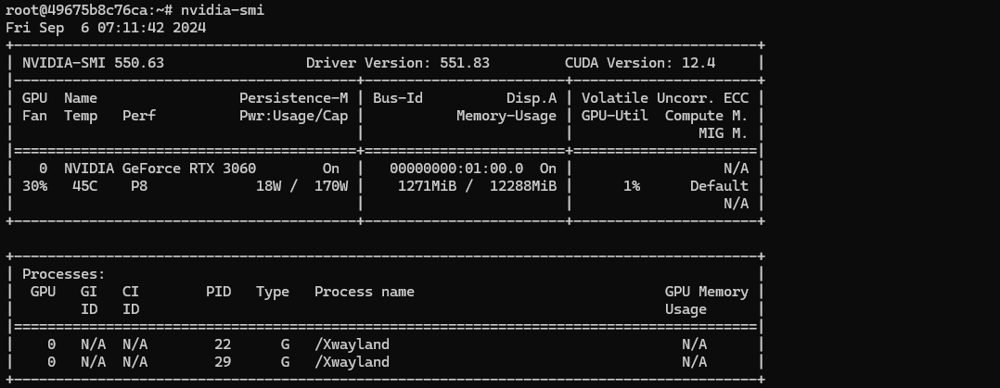 root@49675b8c76ca:~# nvidia-smi
Fri Sep  6 07:11:42 2024
+-----------------------------------------------------------------------------------------+
| NVIDIA-SMI 550.63                 Driver Version: 551.83         CUDA Version: 12.4     |
|-----------------------------------------+------------------------+----------------------+
| GPU  Name                 Persistence-M | Bus-Id          Disp.A | Volatile Uncorr. ECC |
| Fan  Temp   Perf          Pwr:Usage/Cap |           Memory-Usage | GPU-Util  Compute M. |
|                                         |                        |               MIG M. |
|=========================================+========================+======================|
|   0  NVIDIA GeForce RTX 3060        On  |   00000000:01:00.0  On |                  N/A |
| 30%   45C    P8             18W /  170W |    1271MiB /  12288MiB |      1%      Default |
|                                         |                        |                  N/A |
+-----------------------------------------+------------------------+----------------------+

+-----------------------------------------------------------------------------------------+
| Processes:                                                                              |
|  GPU   GI   CI        PID   Type   Process name                              GPU Memory |
|        ID   ID                                                               Usage      |
|=========================================================================================|
|    0   N/A  N/A        22      G   /Xwayland                                   N/A      |
|    0   N/A  N/A        29      G   /Xwayland                                   N/A      |
+-----------------------------------------------------------------------------------------+